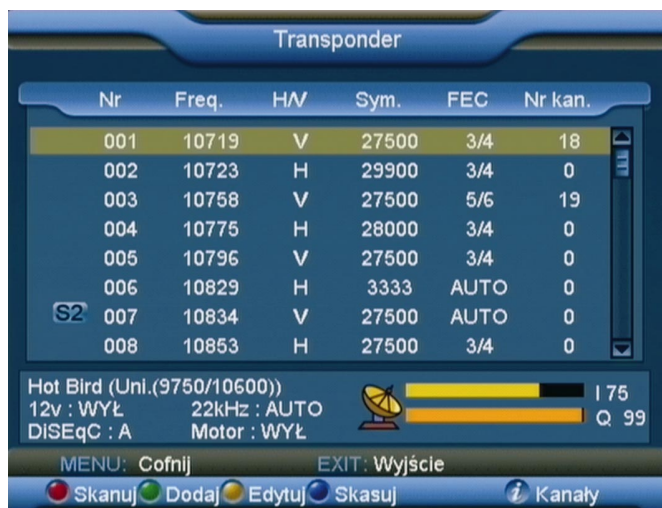 Transponder
Nr Freq. H/V Sym. FEC Nr kan.
001 10719 V 27500 3/4 18
002 10723 H 29900 3/4 0
003 10758 V 27500 5/6 19
004 10775 H 28000 3/4 0
005 10796 V 27500 3/4 0
006 10829 H 3333 AUTO 0
S2 007 10834 V 27500 AUTO 0
008 10853 H 27500 3/4 0
Hot Bird (Uni.(9750/10600))
12v : WYŁ 22kHz : AUTO
DiSEqC : A Motor : WYŁ
I 75
Q 99
MENU: Cofnij EXIT: Wyjście
Skanuj Dodaj Edytuj Skasuj i Kanały